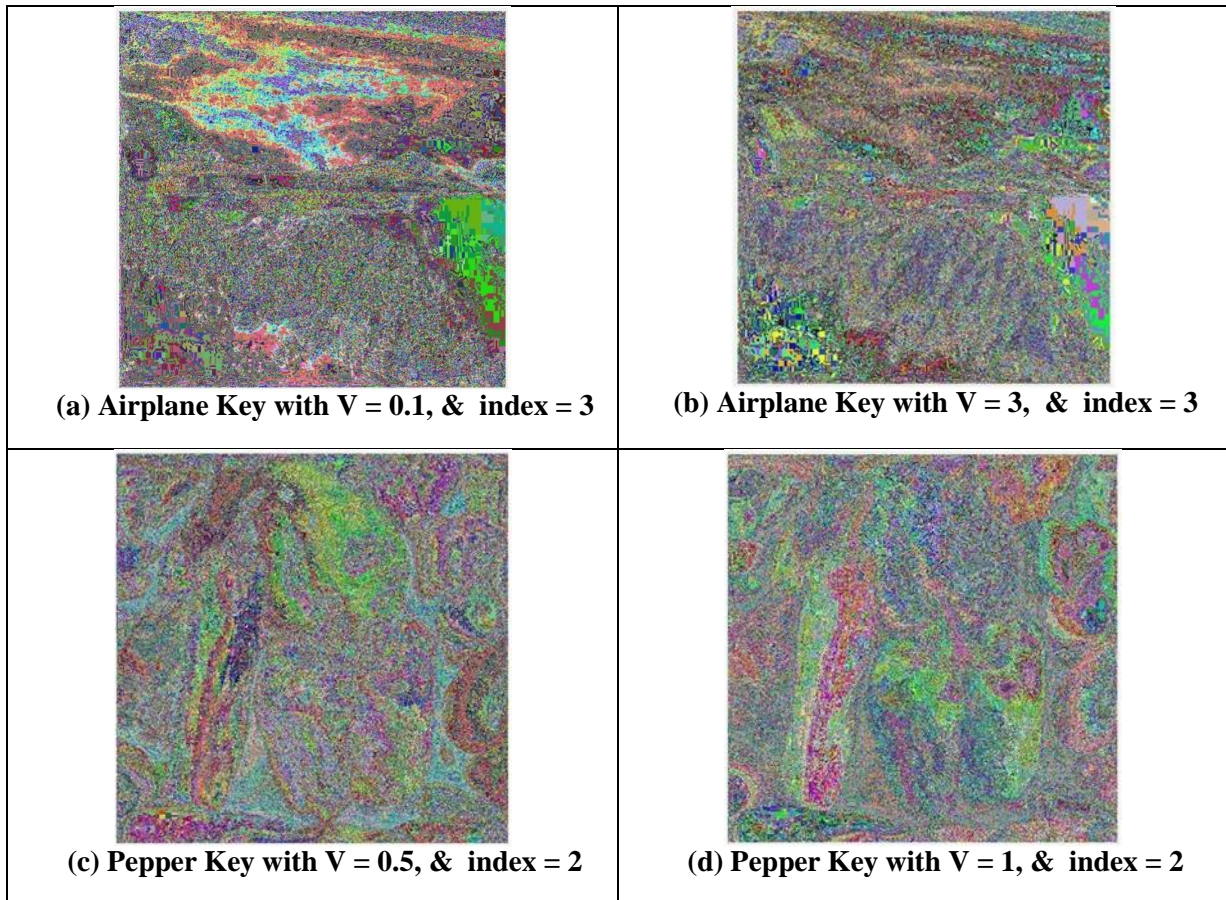 (a) Airplane Key with V = 0.1, & index = 3
(b) Airplane Key with V = 3, & index = 3
(c) Pepper Key with V = 0.5, & index = 2
(d) Pepper Key with V = 1, & index = 2